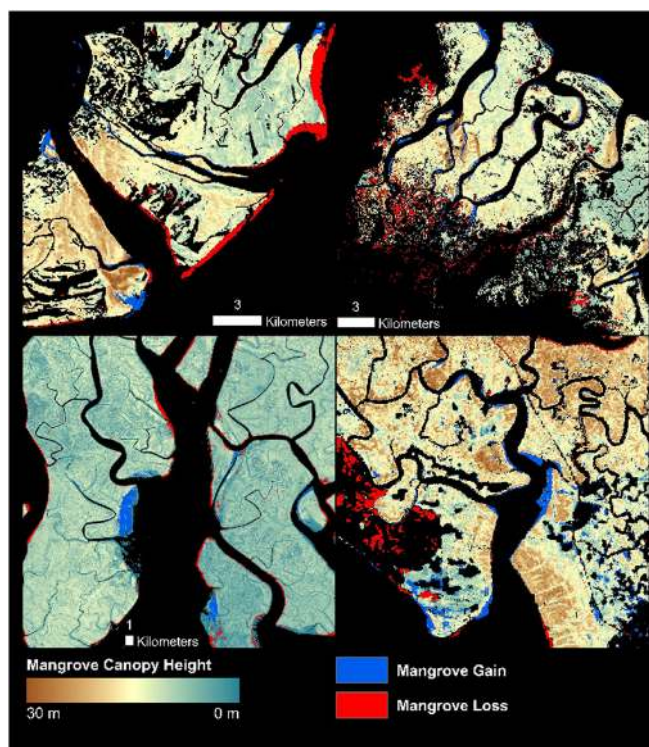 3
Kilometers
3
Kilometers
1
Kilometers
Mangrove Canopy Height
30 m
0 m
Mangrove Gain
Mangrove Loss